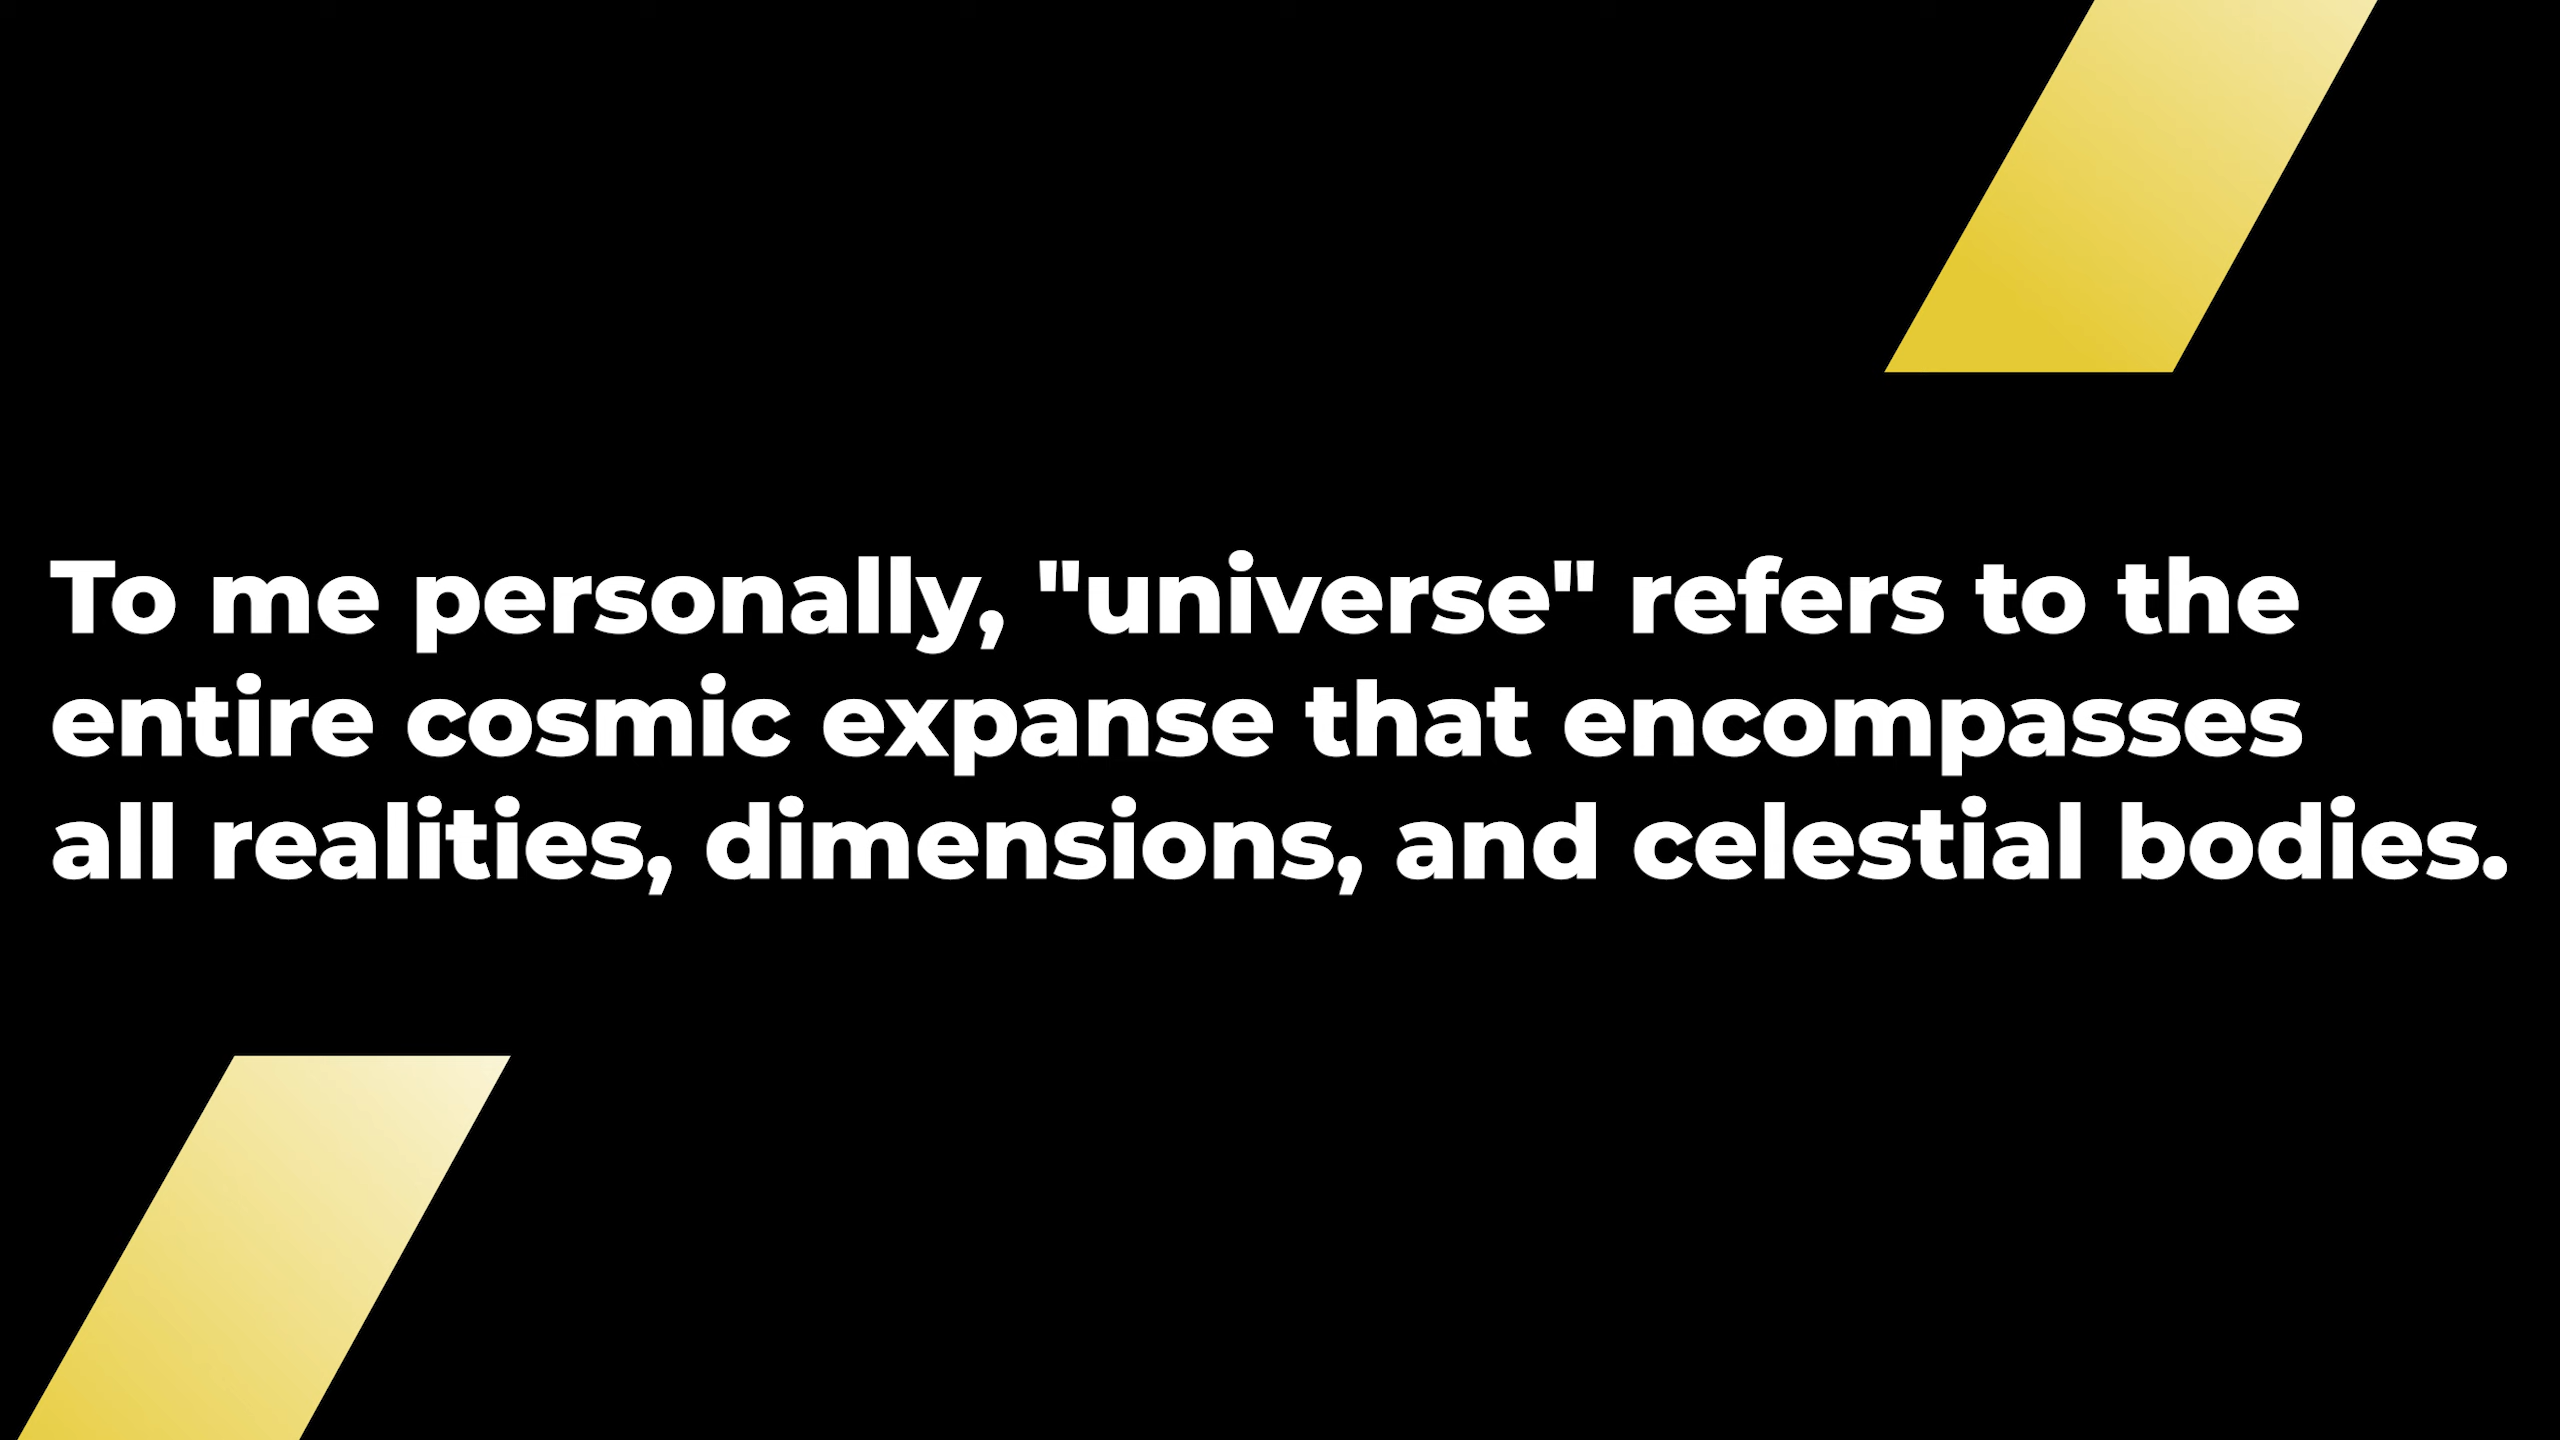 To me personally, "universe" refers to the
entire cosmic expanse that encompasses
all realities, dimensions, and celestial bodies.